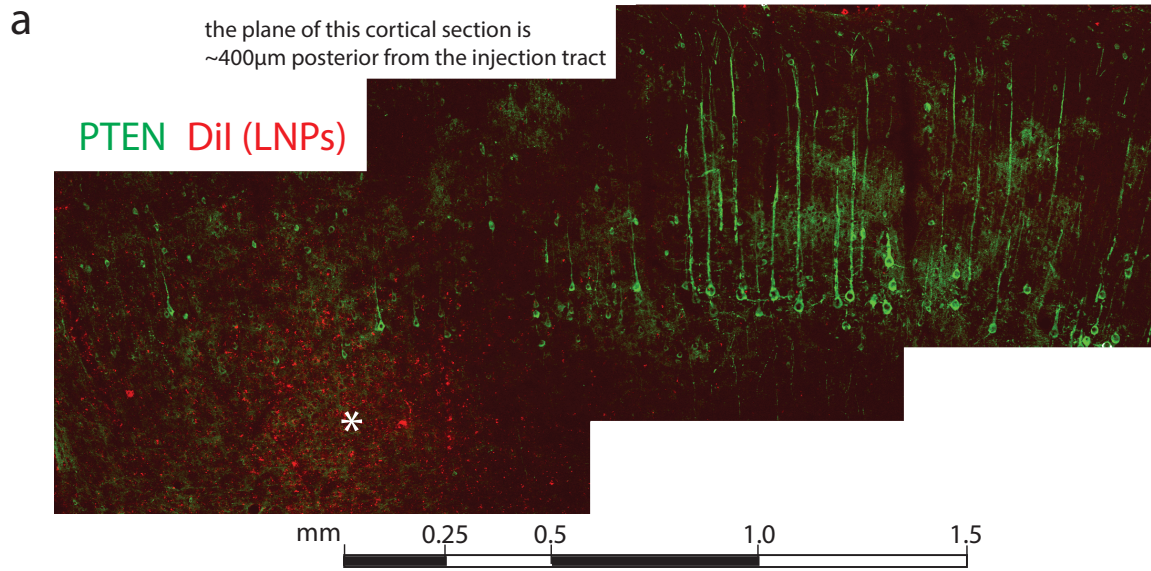 a
the plane of this cortical section is
~400µm posterior from the injection tract
PTEN DiI (LNPs)
*
mm 0.25 0.5 1.0 1.5